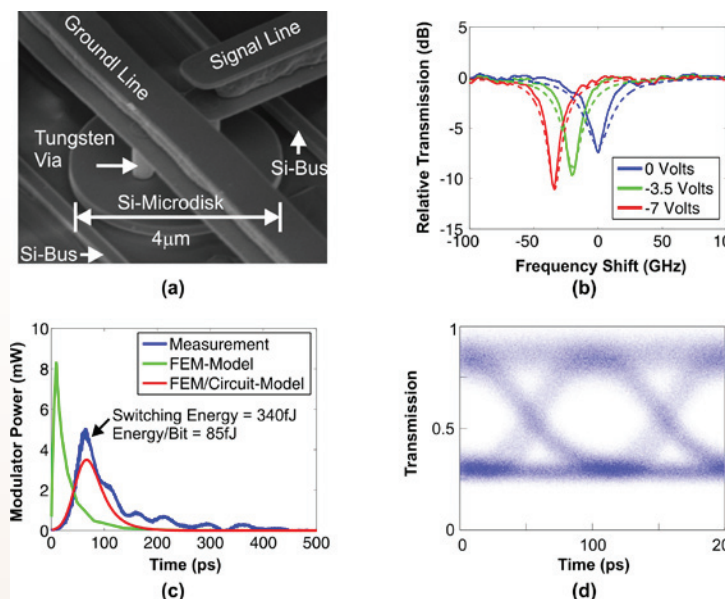 Groundl Line
Signal Line
Tungsten
Via
Si-Bus
Si-Microdisk
4μm
Si-Bus
(a)
Relative Transmission (dB)
5
0
-5
-10
-15
-100
-50
0
50
0 Volts
-3.5 Volts
-7 Volts
Frequency Shift (GHz)
(b)
Modulator Power (mW)
10
8
6
4
2
0
Measurement
FEM-Model
FEM/Circuit-Model
Switching Energy = 340fJ
Energy/Bit = 85fJ
0
100
200
300
400
500
Time (ps)
(c)
Transmission
1
0.5
0
0
100
Time (ps)
(d)